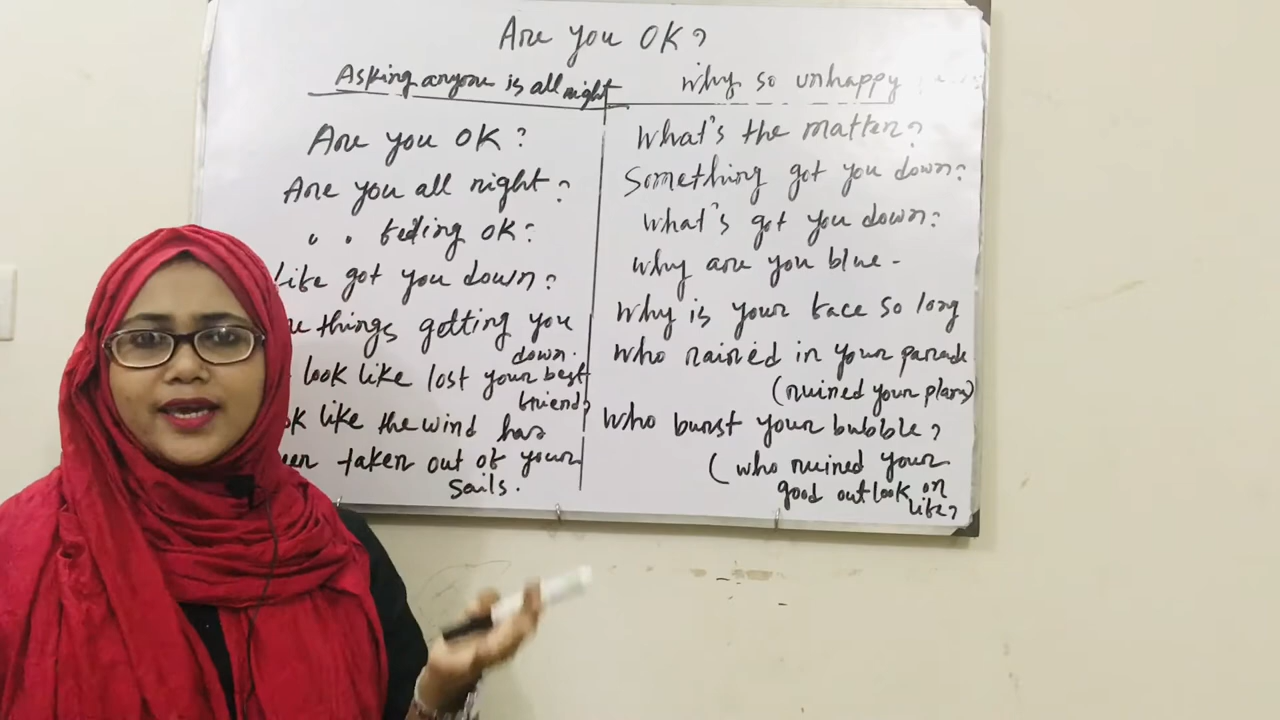 Are you OK?
Asking anyone is all right
Why so unhappy
Are you OK?
Are you all right?
" " feeling OK?
Life got you down?
things getting you
down.
look like lost your best
friend?
like the wind has
taken out of your
sails.
What's the matter?
Something got you down?
What's got you down?
Why are you blue -
Why is your face so long
Who rained in your parade
(ruined your plan)
Who burst your bubble?
( who ruined your
good outlook on
life?